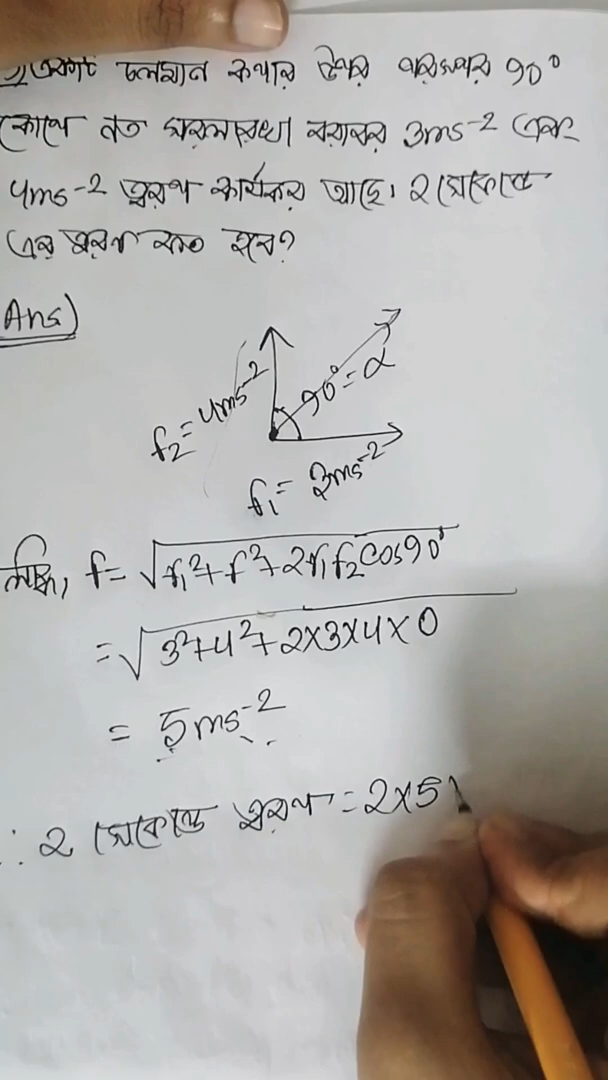 একটি চলমান কণার উপর পরস্পর 90°
কোণে নত সরলরেখা বরাবর 3ms-2 এবং
4ms-2 ত্বরণ কার্যকর আছে। 2 সেকেন্ডে
এর ত্বরণ কত হবে?
Ans)
f₂ = 4ms⁻²
90° = α
f₁ = 3ms⁻²
লব্ধি, f = √f₁²+f²+2f₁f₂cos90°
= √3²+4²+2×3×4×0
= 5ms⁻²
∴ 2 সেকেন্ডে ত্বরণ = 2×5